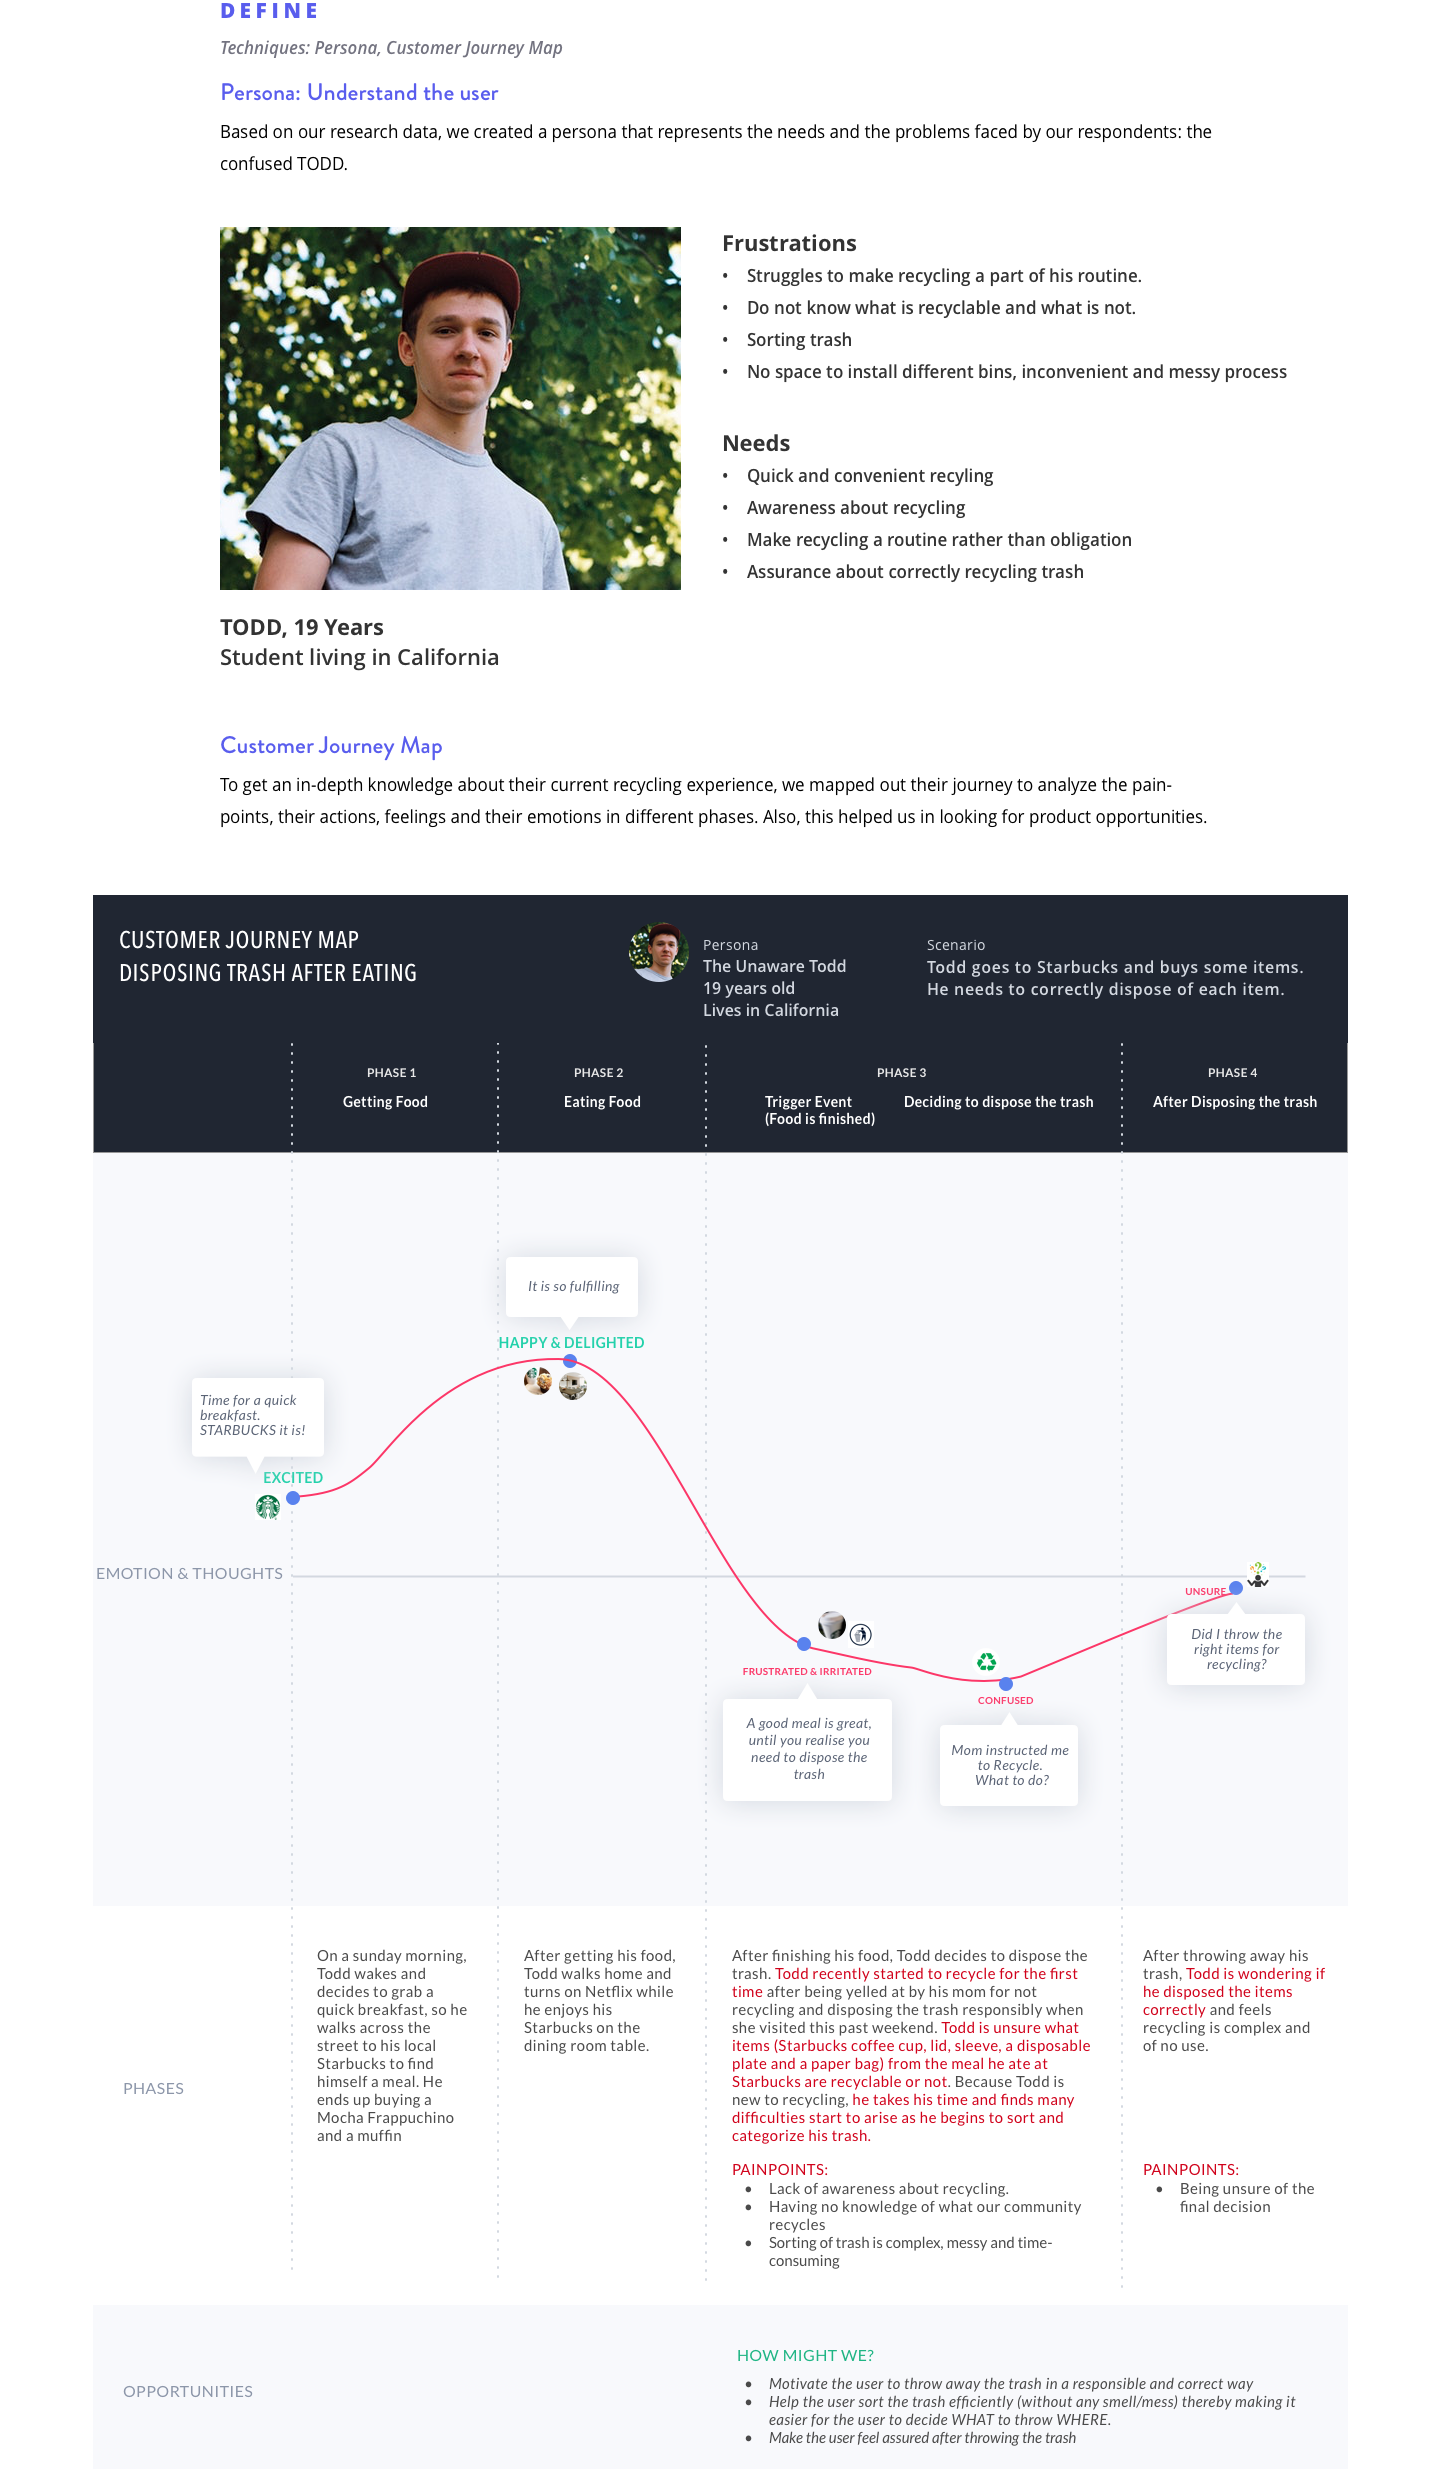 DEFINE
Techniques: Persona, Customer Journey Map
Persona: Understand the user
Based on our research data, we created a persona that represents the needs and the problems faced by our respondents: the
confused TODD.
Frustrations
• Struggles to make recycling a part of his routine.
• Do not know what is recyclable and what is not.
• Sorting trash
• No space to install different bins, inconvenient and messy process
Needs
• Quick and convenient recyling
• Awareness about recycling
• Make recycling a routine rather than obligation
• Assurance about correctly recycling trash
TODD, 19 Years
Student living in California
Customer Journey Map
To get an in-depth knowledge about their current recycling experience, we mapped out their journey to analyze the pain-
points, their actions, feelings and their emotions in different phases. Also, this helped us in looking for product opportunities.
CUSTOMER JOURNEY MAP
DISPOSING TRASH AFTER EATING
Persona
The Unaware Todd
19 years old
Lives in California
Scenario
Todd goes to Starbucks and buys some items.
He needs to correctly dispose of each item.
PHASE 1
Getting Food
PHASE 2
Eating Food
PHASE 3
Trigger Event
(Food is finished)
Deciding to dispose the trash
PHASE 4
After Disposing the trash
It is so fulfilling
HAPPY & DELIGHTED
Time for a quick
breakfast.
STARBUCKS it is!
EXCITED
EMOTION & THOUGHTS
FRUSTRATED & IRRITATED
A good meal is great,
until you realise you
need to dispose the
trash
CONFUSED
Mom instructed me
to Recycle.
What to do?
UNSURE
Did I throw the
right items for
recycling?
PHASES
On a sunday morning,
Todd wakes and
decides to grab a
quick breakfast, so he
walks across the
street to his local
Starbucks to find
himself a meal. He
ends up buying a
Mocha Frappuchino
and a muffin
After getting his food,
Todd walks home and
turns on Netflix while
he enjoys his
Starbucks on the
dining room table.
After finishing his food, Todd decides to dispose the
trash. Todd recently started to recycle for the first
time after being yelled at by his mom for not
recycling and disposing the trash responsibly when
she visited this past weekend. Todd is unsure what
items (Starbucks coffee cup, lid, sleeve, a disposable
plate and a paper bag) from the meal he ate at
Starbucks are recyclable or not. Because Todd is
new to recycling, he takes his time and finds many
difficulties start to arise as he begins to sort and
categorize his trash.
PAINPOINTS:
• Lack of awareness about recycling.
• Having no knowledge of what our community
recycles
• Sorting of trash is complex, messy and time-
consuming
After throwing away his
trash, Todd is wondering if
he disposed the items
correctly and feels
recycling is complex and
of no use.
PAINPOINTS:
• Being unsure of the
final decision
OPPORTUNITIES
HOW MIGHT WE?
• Motivate the user to throw away the trash in a responsible and correct way
• Help the user sort the trash efficiently (without any smell/mess) thereby making it
easier for the user to decide WHAT to throw WHERE.
• Make the user feel assured after throwing the trash